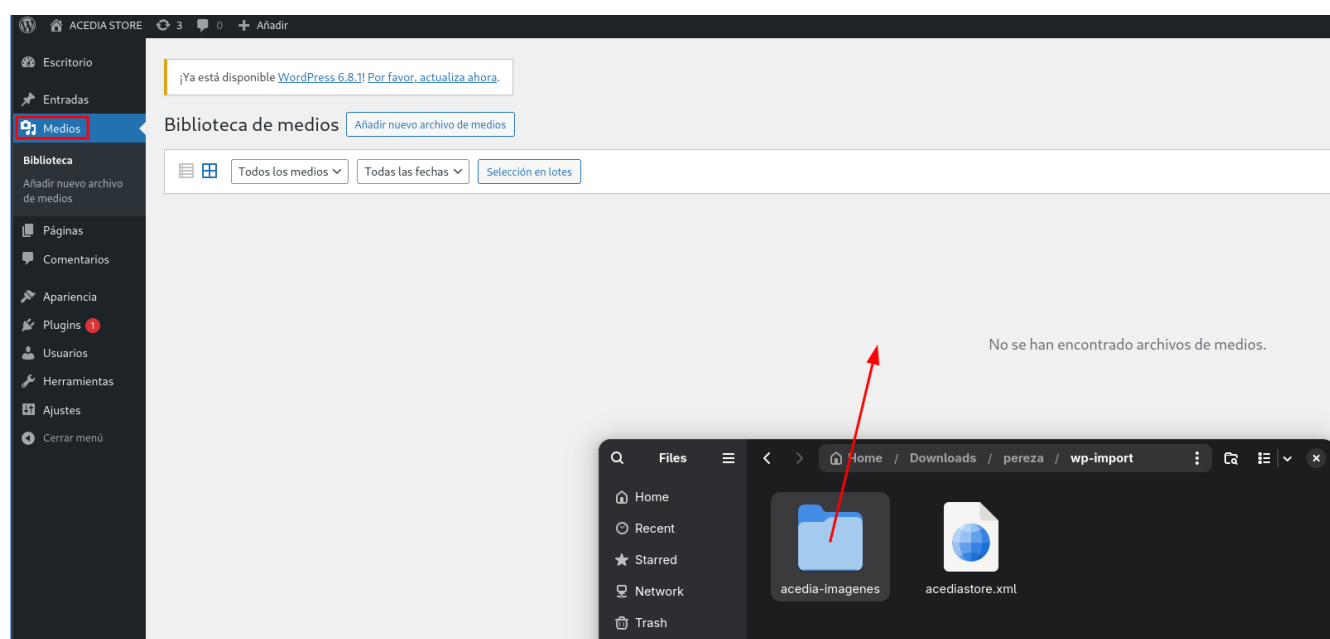 ACEDIA STORE 3 0 Añadir
Escritorio
Entradas
Medios
Biblioteca
Añadir nuevo archivo
de medios
Páginas
Comentarios
Apariencia
Plugins 1
Usuarios
Herramientas
Ajustes
Cerrar menú
¡Ya está disponible WordPress 6.8.1! Por favor, actualiza ahora.
Biblioteca de medios Añadir nuevo archivo de medios
Todos los medios Todas las fechas Selección en lotes
No se han encontrado archivos de medios.
Files Home / Downloads / pereza / wp-import
Home
Recent
Starred
Network
Trash
acedia-imagenes acediastore.xml